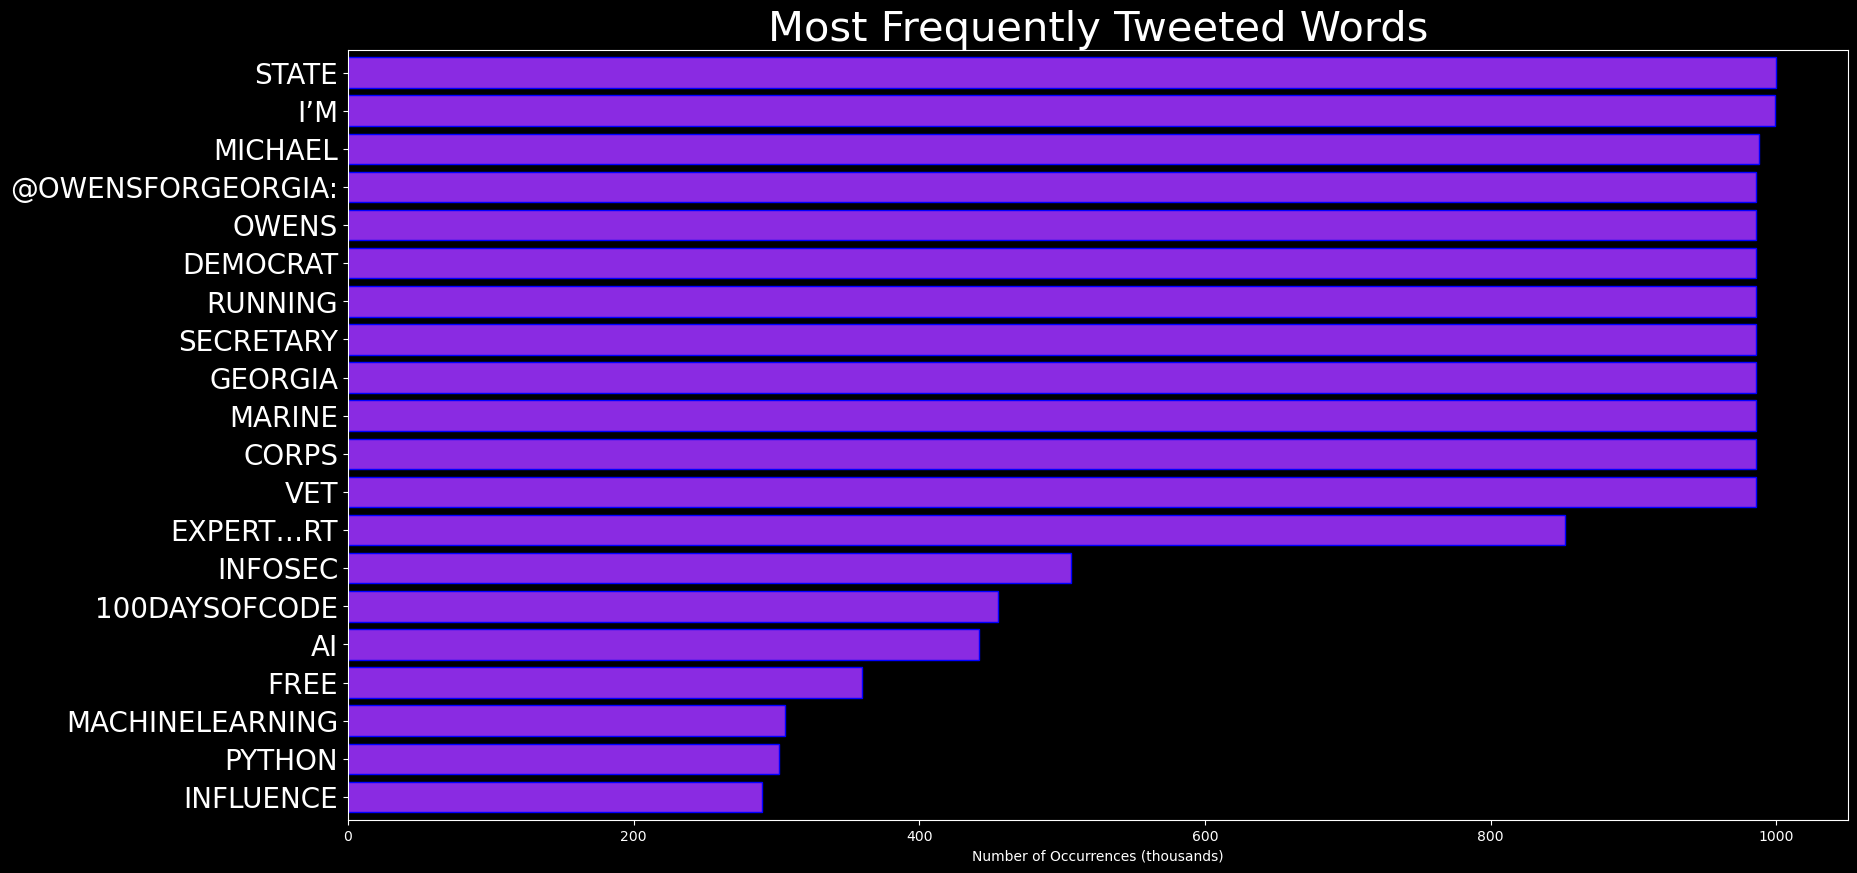 Most Frequently Tweeted Words
STATE
I’M
MICHAEL
@OWENSFORGEORGIA:
OWENS
DEMOCRAT
RUNNING
SECRETARY
GEORGIA
MARINE
CORPS
VET
EXPERT…RT
INFOSEC
100DAYSOFCODE
AI
FREE
MACHINELEARNING
PYTHON
INFLUENCE
0 200 400 600 800 1000
Number of Occurrences (thousands)